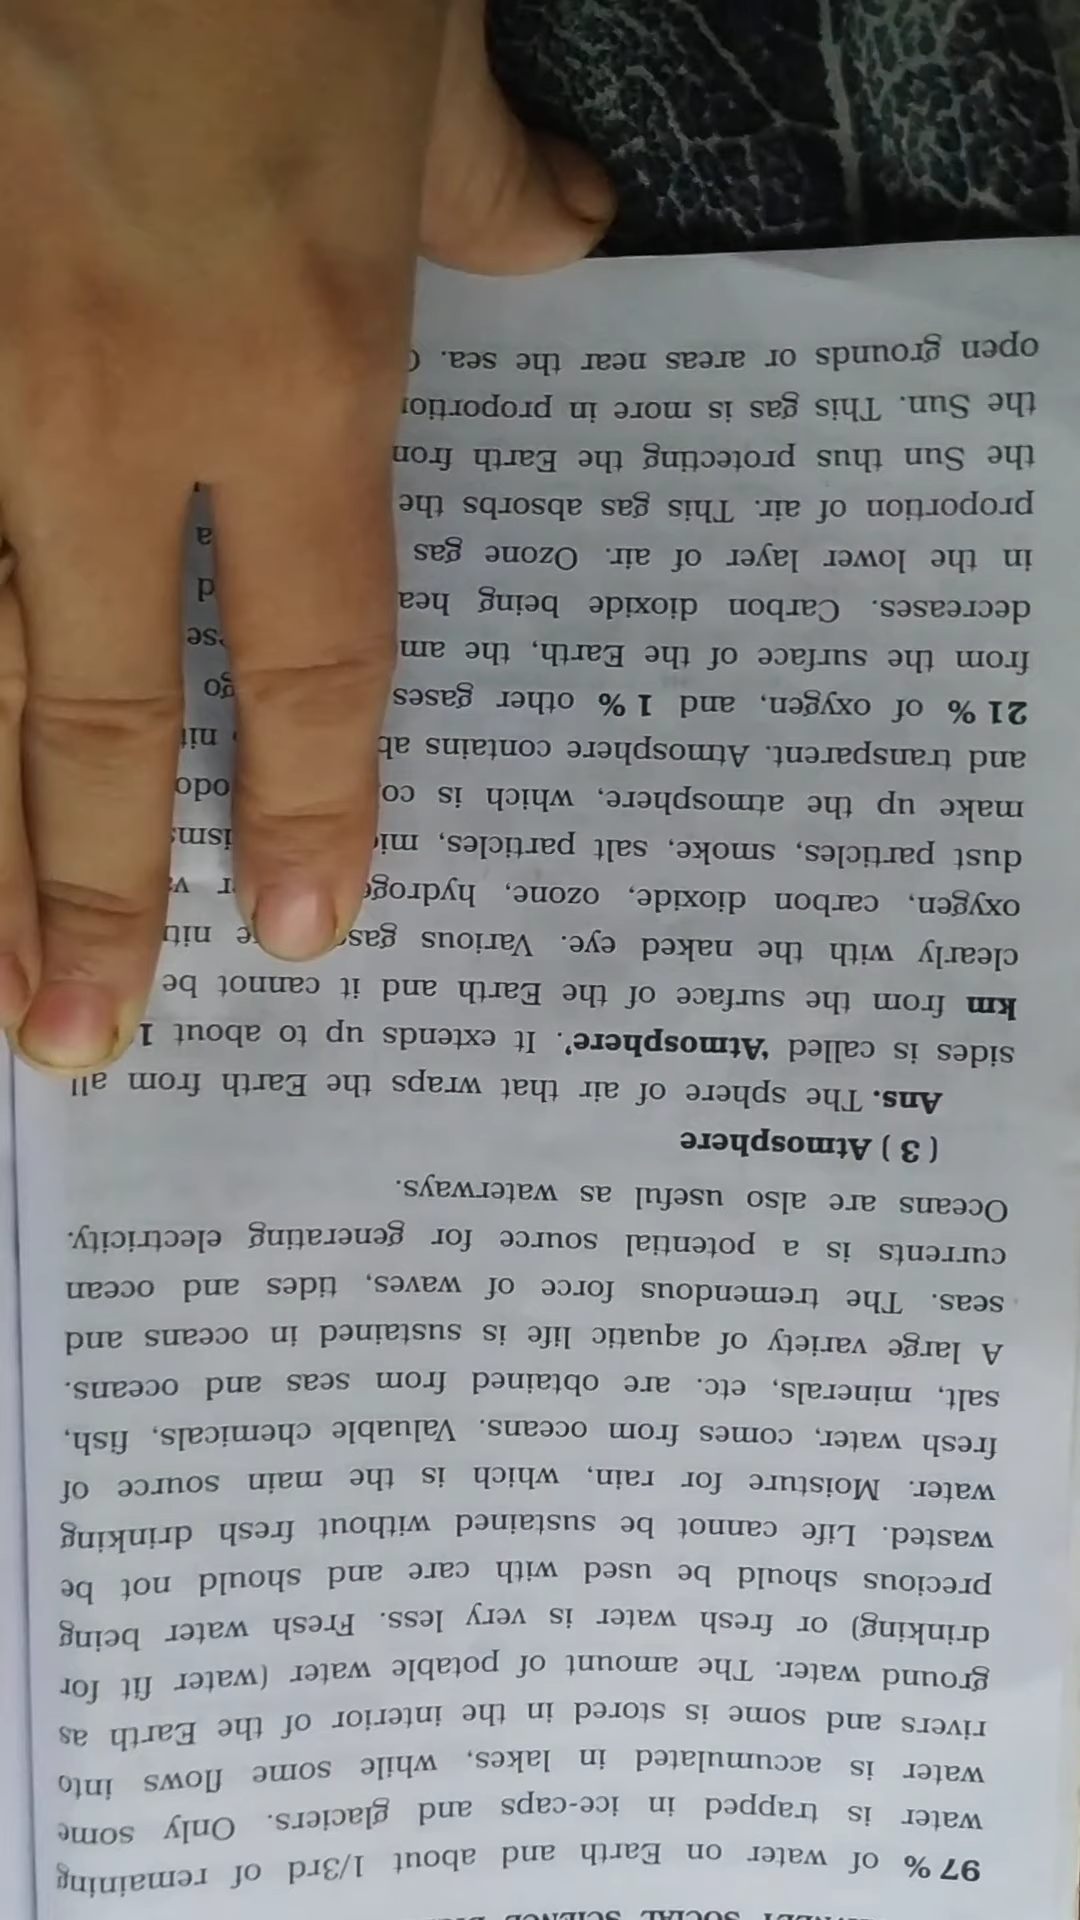 SOCIAL SCIENCE
97 % of water on Earth and about 1/3rd of remaining
water is trapped in ice-caps and glaciers. Only some
water is accumulated in lakes, while some flows into
rivers and some is stored in the interior of the Earth as
ground water. The amount of potable water (water fit for
drinking) or fresh water is very less. Fresh water being
precious should be used with care and should not be
wasted. Life cannot be sustained without fresh drinking
water. Moisture for rain, which is the main source of
fresh water, comes from oceans. Valuable chemicals, fish,
salt, minerals, etc. are obtained from seas and oceans.
A large variety of aquatic life is sustained in oceans and
seas. The tremendous force of waves, tides and ocean
currents is a potential source for generating electricity.
Oceans are also useful as waterways.
( 3 ) Atmosphere
Ans. The sphere of air that wraps the Earth from all
sides is called 'Atmosphere'. It extends up to about
km from the surface of the Earth and it cannot be
clearly with the naked eye. Various
oxygen, carbon dioxide, ozone,
dust particles, smoke, salt particles,
make up the atmosphere, which is
and transparent. Atmosphere contains
21 % of oxygen, and 1 % other gases
from the surface of the Earth, the
decreases. Carbon dioxide being
in the lower layer of air. Ozone gas
proportion of air. This gas absorbs the
the Sun thus protecting the Earth
the Sun. This gas is more in
open grounds or areas near the sea.